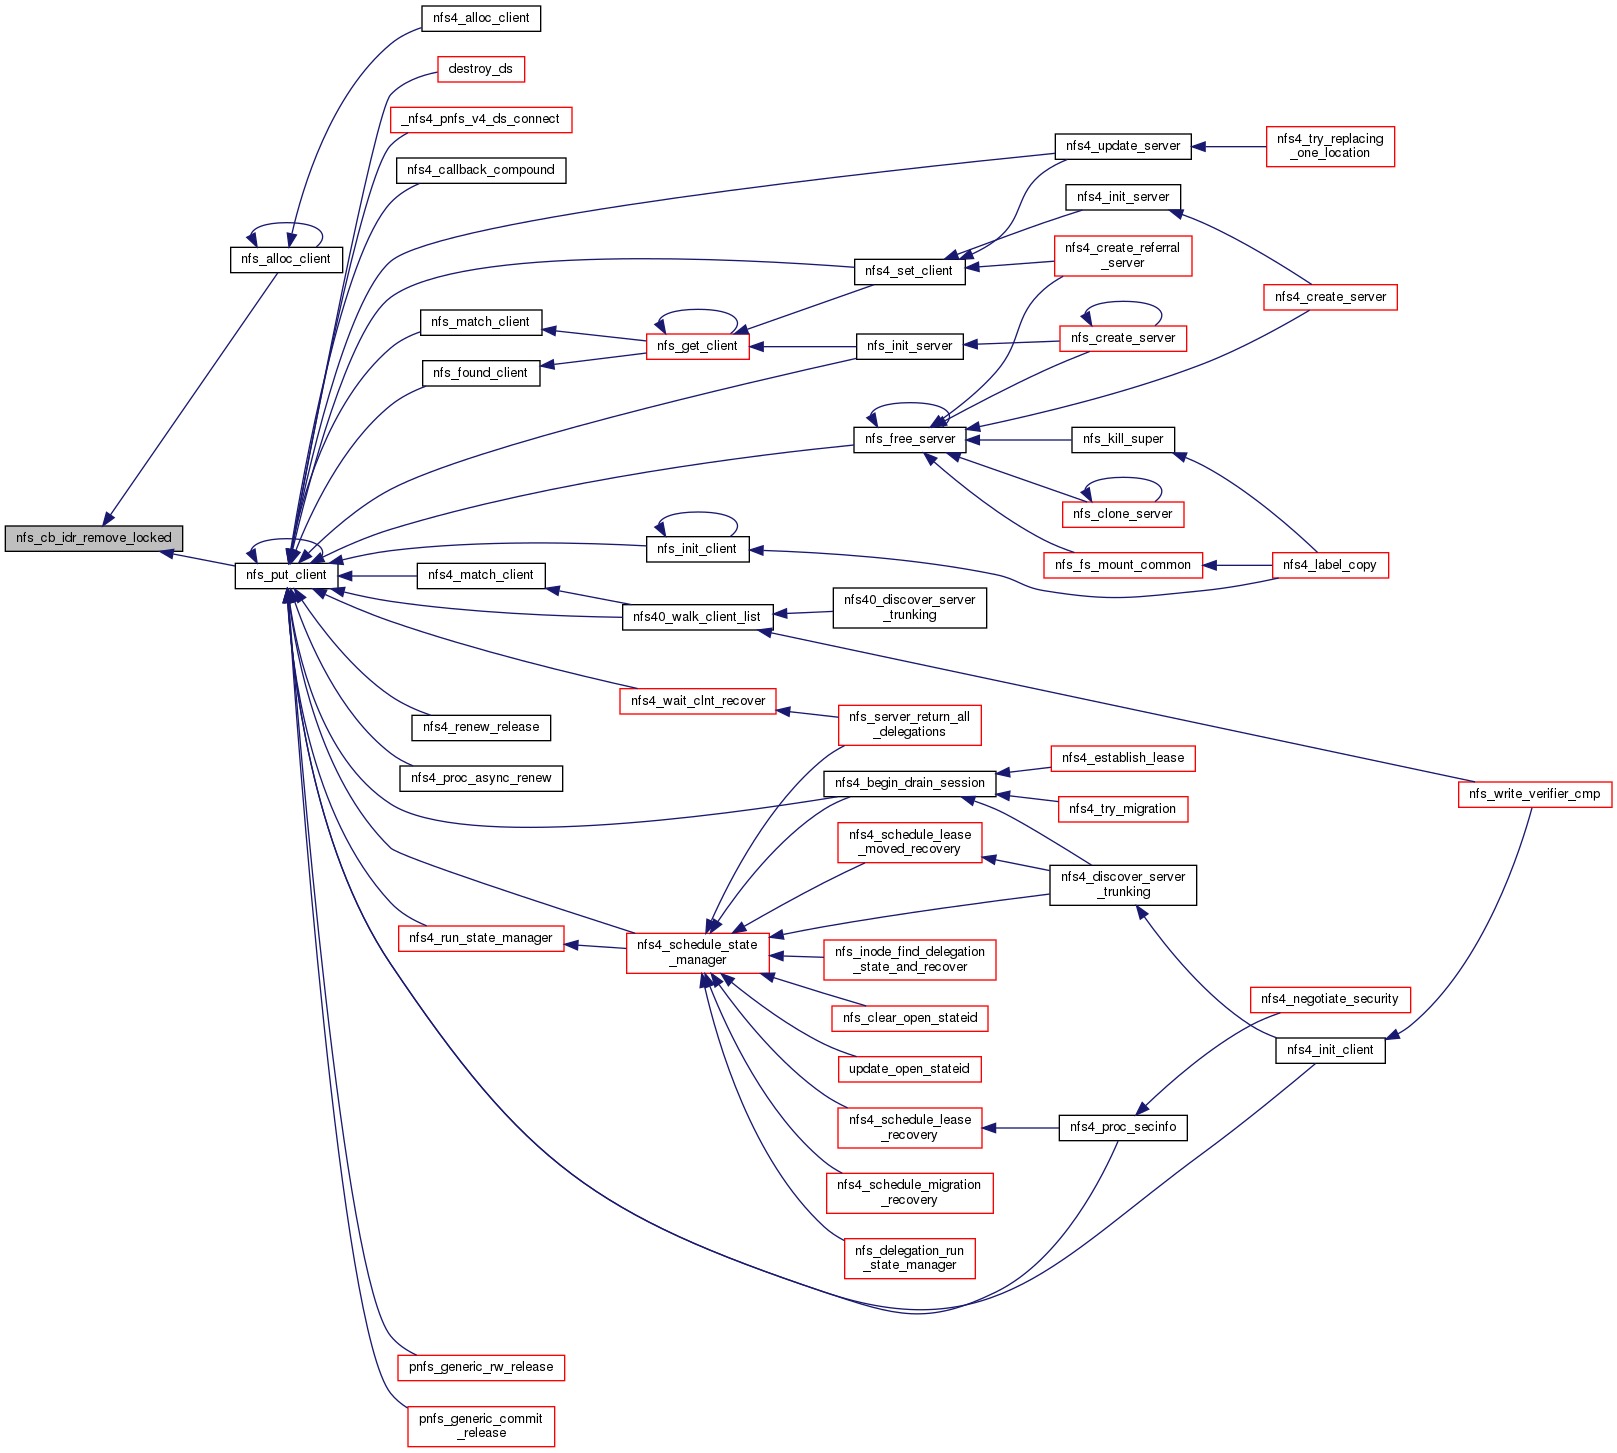 nfs4_alloc_client
destroy_ds
_nfs4_pnfs_v4_ds_connect
nfs4_callback_compound
nfs4_update_server
nfs4_try_replacing
_one_location
nfs4_init_server
nfs_alloc_client
nfs4_create_referral
_server
nfs4_set_client
nfs4_create_server
nfs_match_client
nfs_get_client
nfs_init_server
nfs_create_server
nfs_found_client
nfs_free_server
nfs_kill_super
nfs_clone_server
nfs_cb_idr_remove_locked
nfs_init_client
nfs_fs_mount_common
nfs4_label_copy
nfs_put_client
nfs4_match_client
nfs40_walk_client_list
nfs40_discover_server
_trunking
nfs4_wait_clnt_recover
nfs_server_return_all
_delegations
nfs4_renew_release
nfs4_proc_async_renew
nfs4_begin_drain_session
nfs4_establish_lease
nfs_write_verifier_cmp
nfs4_try_migration
nfs4_schedule_lease
_moved_recovery
nfs4_discover_server
_trunking
nfs4_run_state_manager
nfs4_schedule_state
_manager
nfs_inode_find_delegation
_state_and_recover
nfs4_negotiate_security
nfs_clear_open_stateid
nfs4_init_client
update_open_stateid
nfs4_schedule_lease
_recovery
nfs4_proc_secinfo
nfs4_schedule_migration
_recovery
nfs_delegation_run
_state_manager
pnfs_generic_rw_release
pnfs_generic_commit
_release